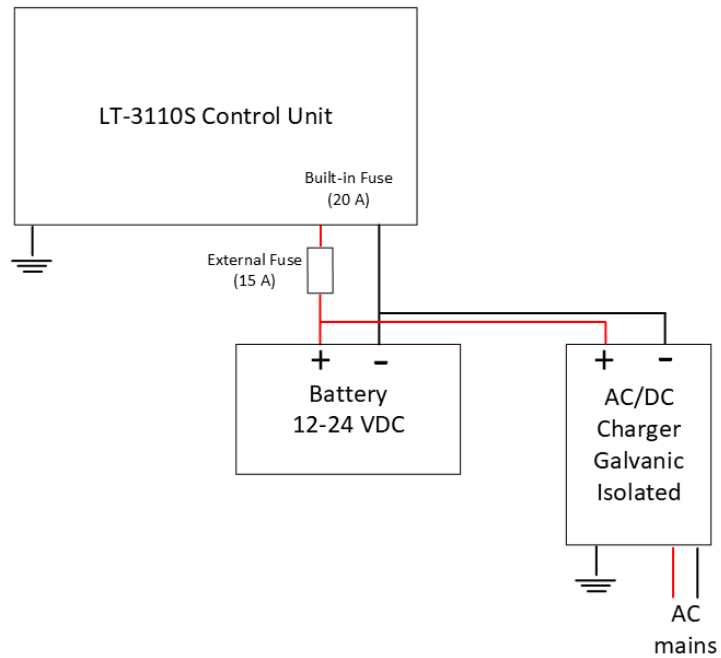 LT-3110S Control Unit
Built-in Fuse
(20 A)
External Fuse
(15 A)
+ -
Battery
12-24 VDC
+ -
AC/DC
Charger
Galvanic
Isolated
AC
mains